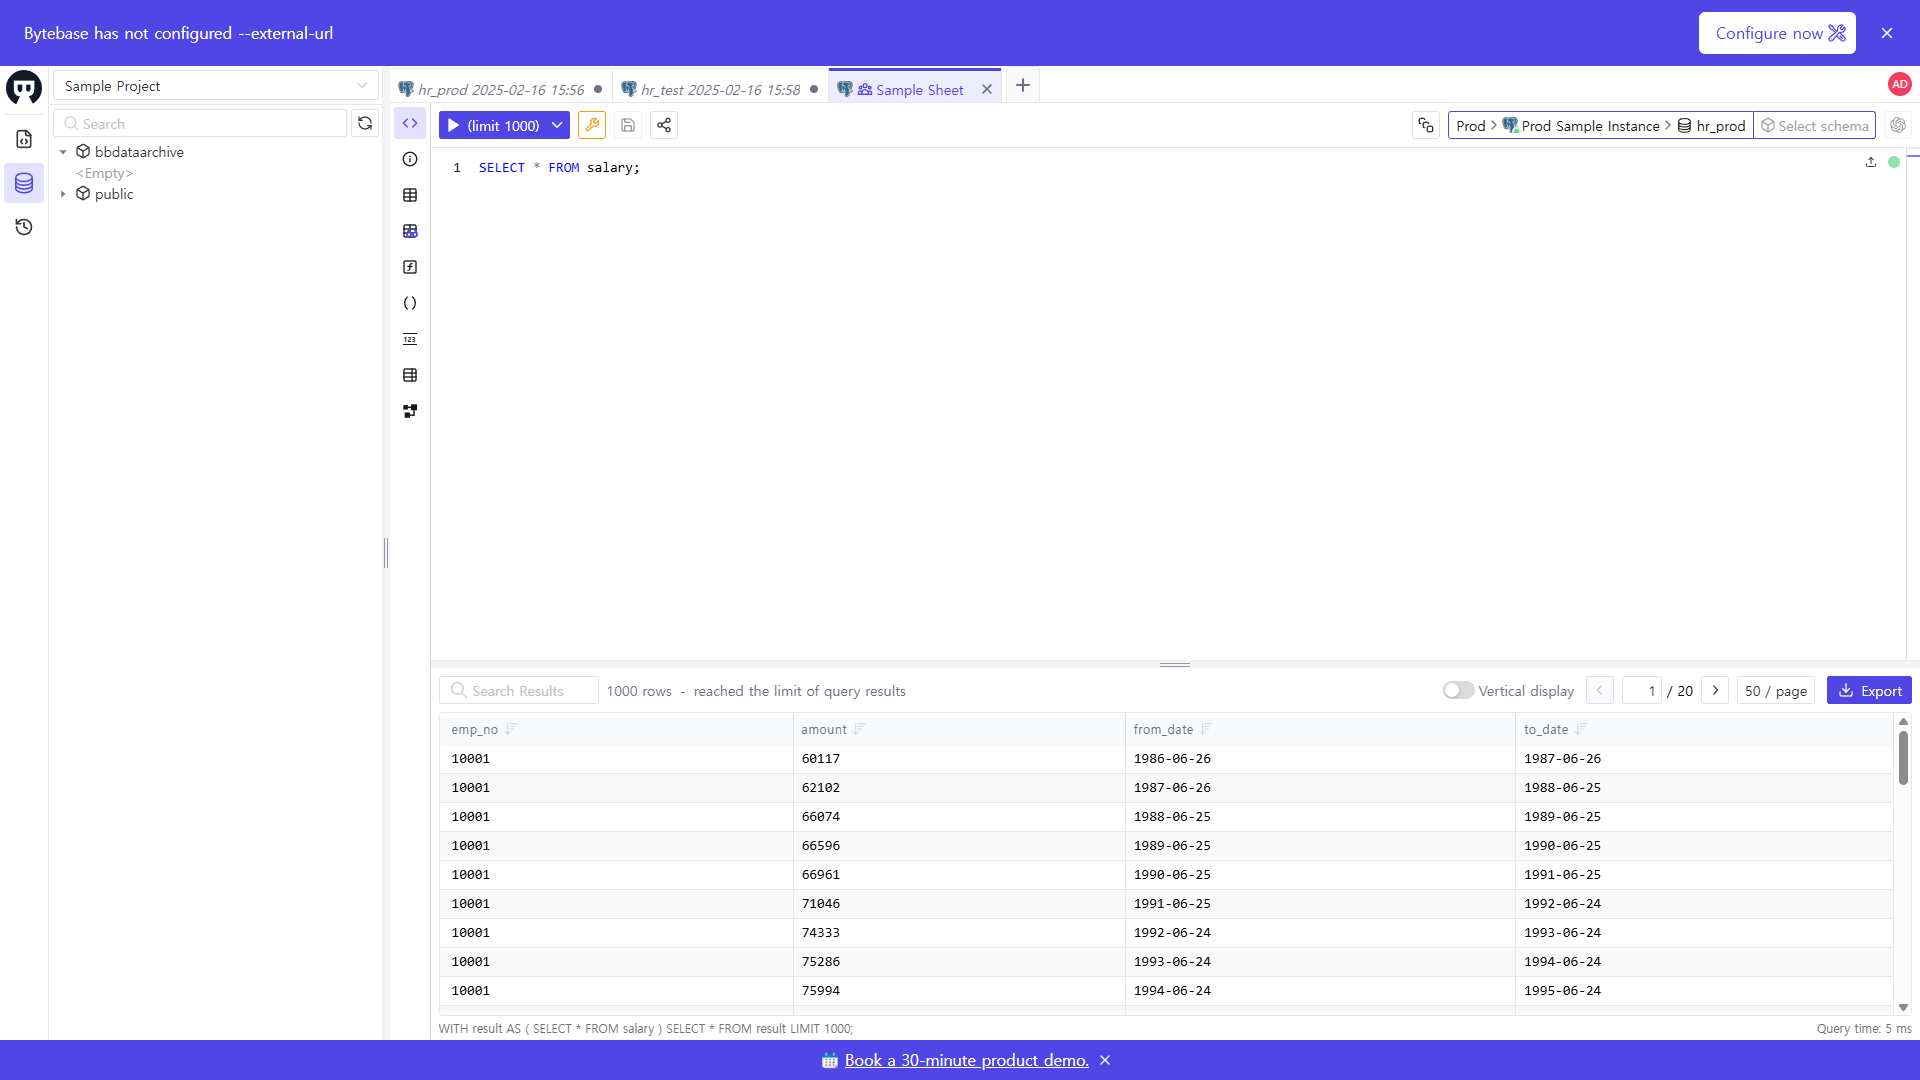 Bytebase has not configured --external-url
Configure now
Sample Project
hr_prod 2025-02-16 15:56
hr_test 2025-02-16 15:58
Sample Sheet
AD
Search
(limit 1000)
Prod
Prod Sample Instance
hr_prod
Select schema
bbdataarchive
<Empty>
public
1 SELECT * FROM salary;
123
Search Results
1000 rows - reached the limit of query results
Vertical display
1 / 20
50 / page
Export
emp_no amount from_date to_date
10001 60117 1986-06-26 1987-06-26
10001 62102 1987-06-26 1988-06-25
10001 66074 1988-06-25 1989-06-25
10001 66596 1989-06-25 1990-06-25
10001 66961 1990-06-25 1991-06-25
10001 71046 1991-06-25 1992-06-24
10001 74333 1992-06-24 1993-06-24
10001 75286 1993-06-24 1994-06-24
10001 75994 1994-06-24 1995-06-24
WITH result AS ( SELECT * FROM salary ) SELECT * FROM result LIMIT 1000;
Query time: 5 ms
Book a 30-minute product demo.